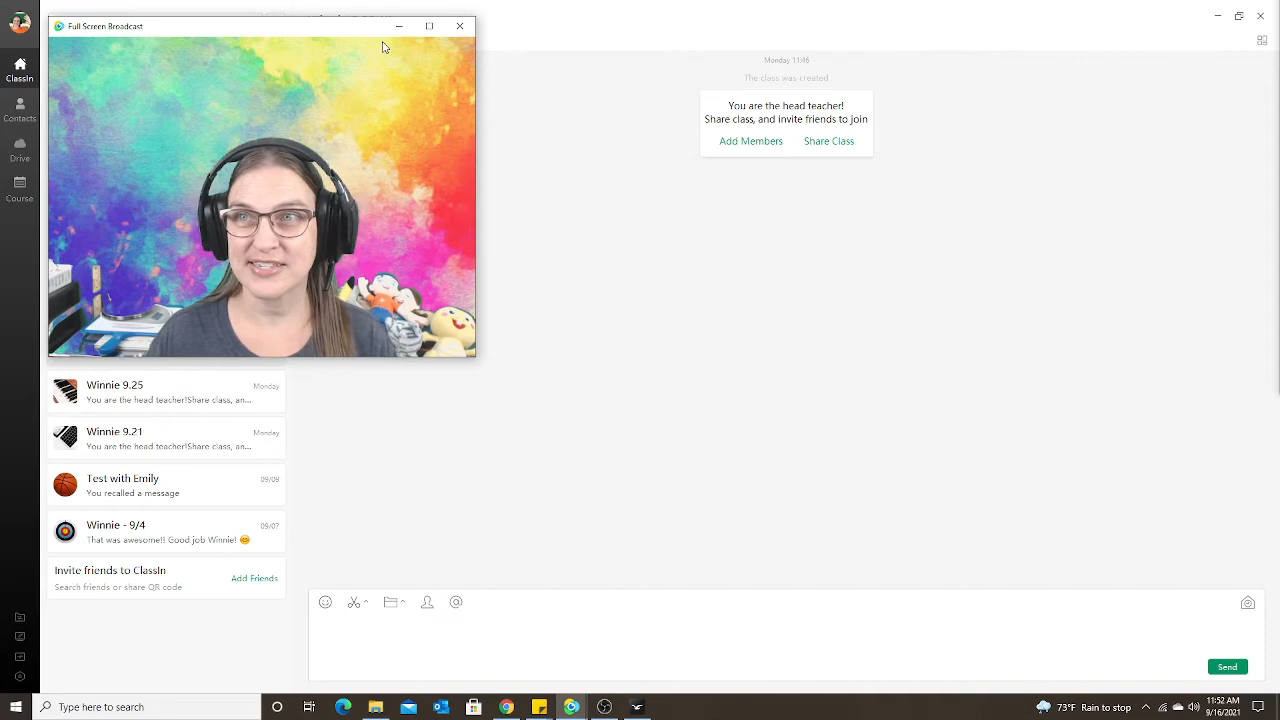 Full Screen Broadcast
ClassIn
Contacts
Drive
Course
Monday 11:46
The class was created
You are the head teacher!
Share class, and invite friends to join
Add Members Share Class
Winnie 9.25 Monday
You are the head teacher!Share class, an...
Winnie 9.21 Monday
You are the head teacher!Share class, an...
Test with Emily 09/09
You recalled a message
Winnie - 9/4 09/07
That was awesome!! Good job Winnie! 😊
Invite friends to ClassIn
Search friends or share QR code
Add Friends
Send
Type here to search
73°F Rain to stop
11:52 AM
9/16/2021